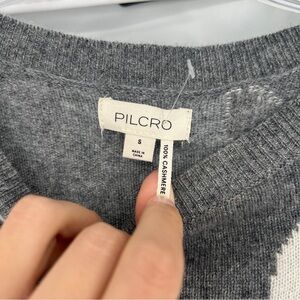 PILCRO
S
MADE IN
CHINA
100% CASHMERE